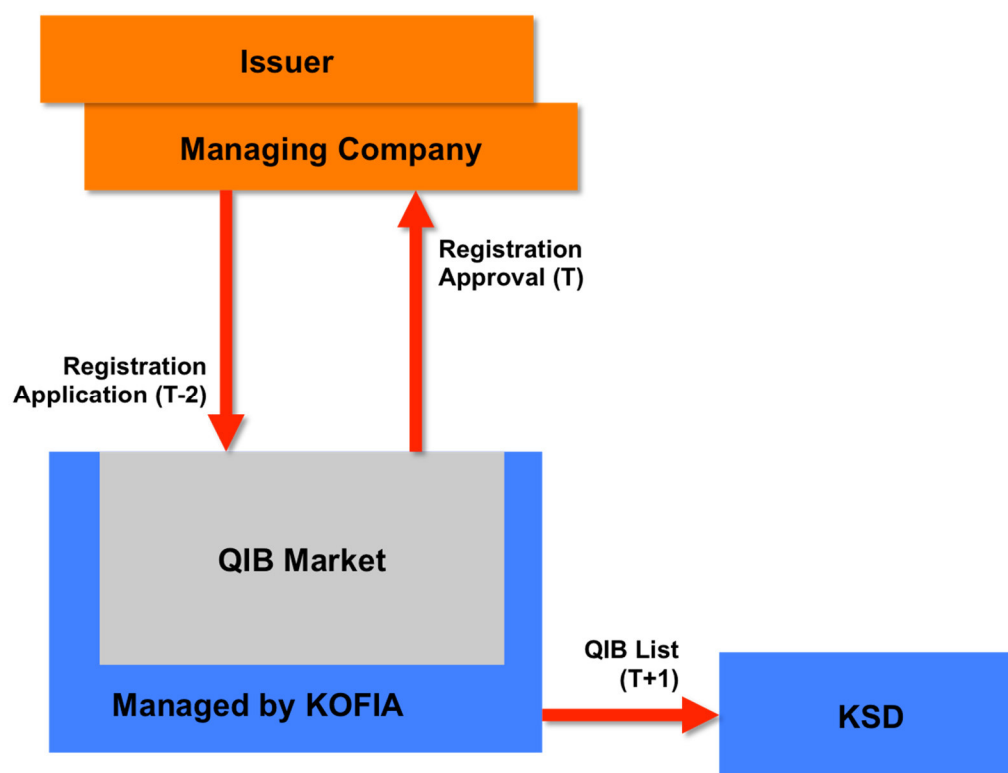 Issuer
Managing Company
Registration
Approval (T)
Registration
Application (T-2)
QIB Market
QIB List
(T+1)
Managed by KOFIA
KSD